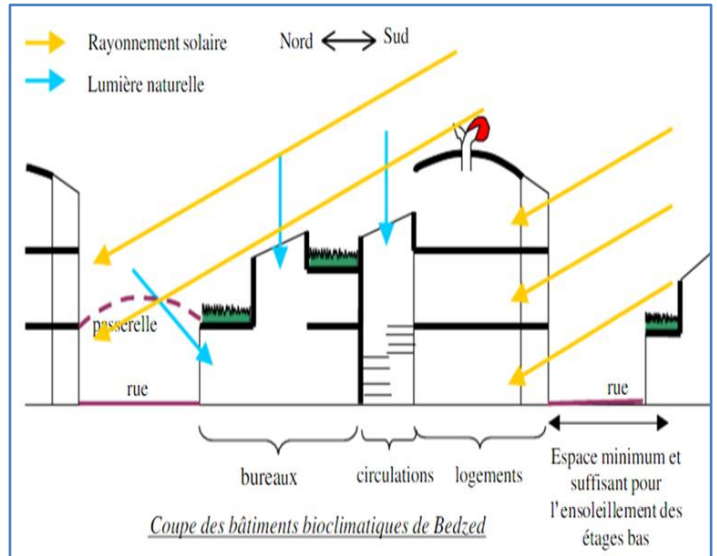 Rayonnement solaire
Nord
Sud
Lumière naturelle
passerelle
rue
rue
bureaux
circulations
logements
Espace minimum et
suffisant pour
l'ensoleillement des
étages bas
Coupe des bâtiments bioclimatiques de Bedzed